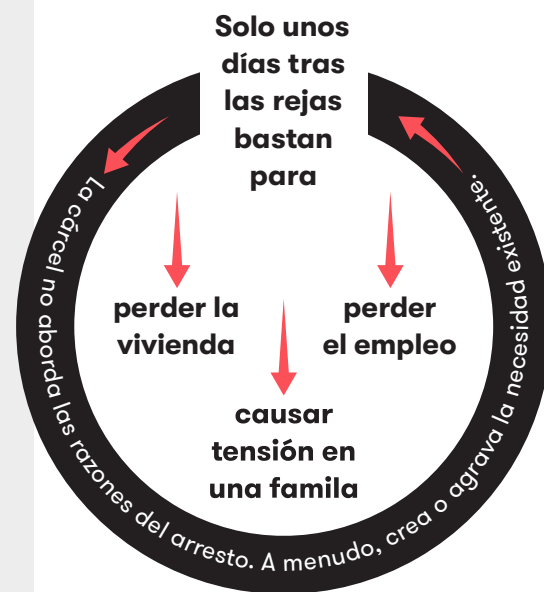 Solo unos
días tras
las rejas
bastan
para
perder la
vivienda
perder
el empleo
causar
tensión en
una famila
La cárcel no aborda las razones del arresto. A menudo, crea o agrava la necesidad existente.